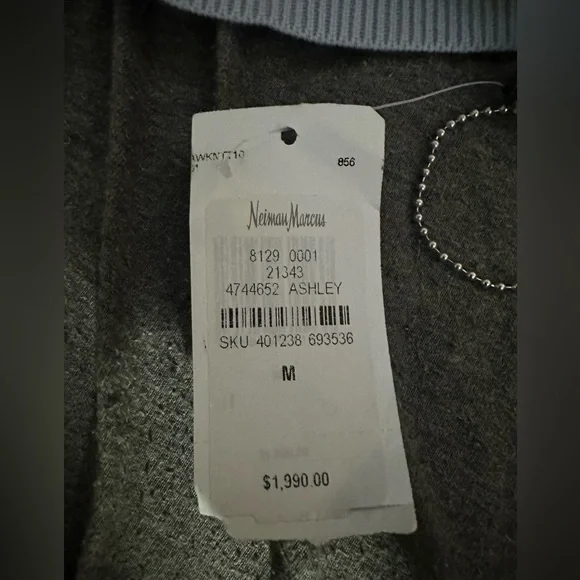 856
Neiman Marcus
8129 0001
21343
4744652 ASHLEY
SKU 401238 693536
M
$1,990.00